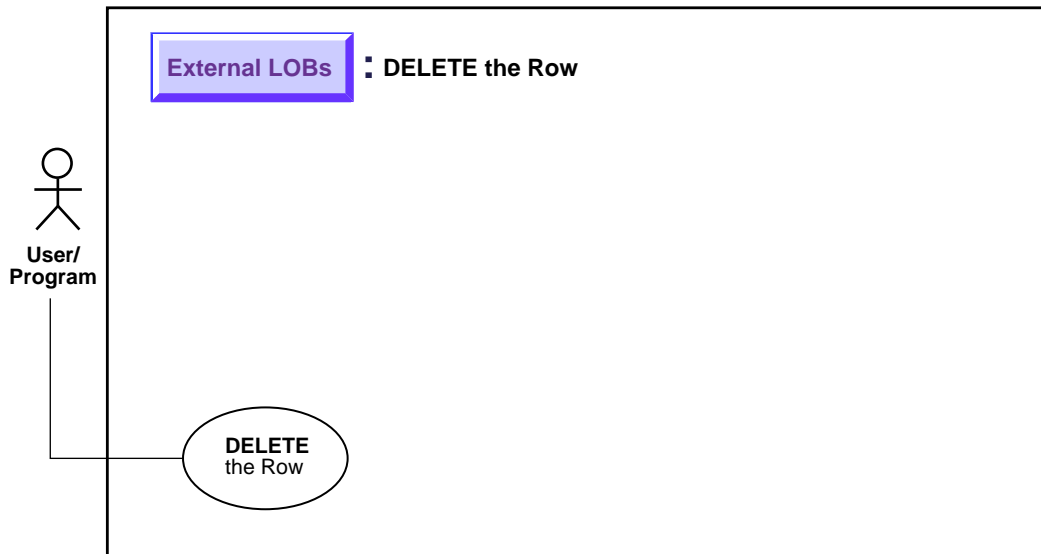 External LOBs : DELETE the Row
User/
Program
DELETE
the Row